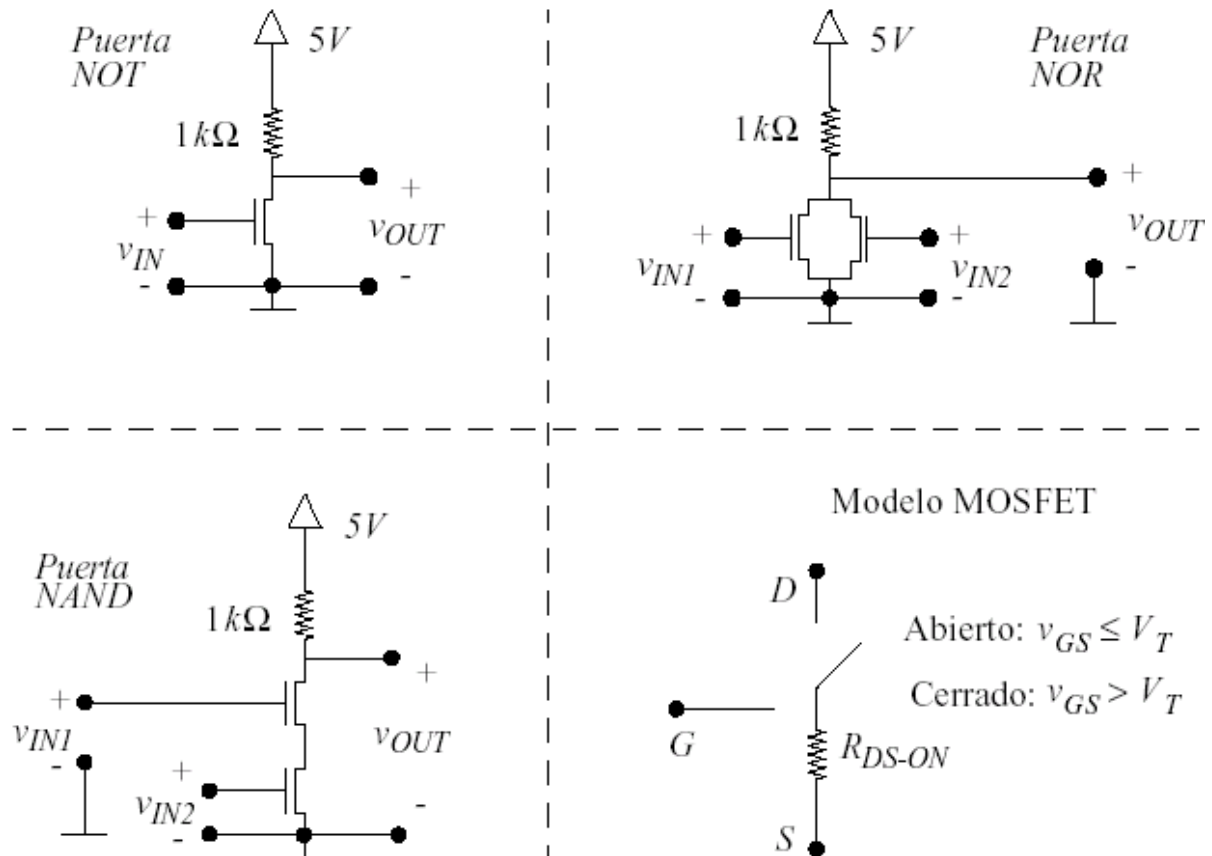 Puerta
NOT
5V
1kΩ
+
v_IN
-
+
v_OUT
-
Puerta
NOR
5V
1kΩ
+
v_IN1
-
+
v_IN2
-
+
v_OUT
-
Puerta
NAND
5V
1kΩ
+
v_IN1
-
+
v_IN2
-
+
v_OUT
-
Modelo MOSFET
D
Abierto: v_GS ≤ V_T
Cerrado: v_GS > V_T
G
R_DS-ON
S